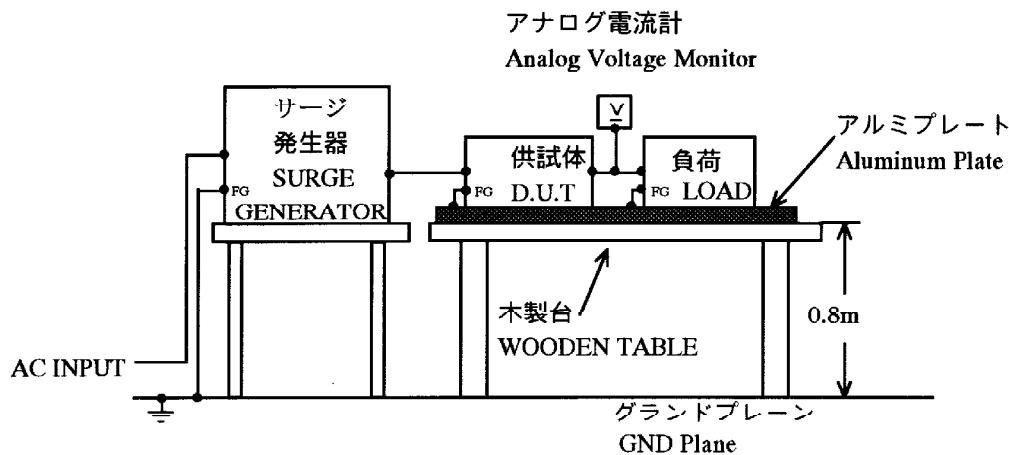 アナログ電流計
Analog Voltage Monitor
V
サージ
発生器
SURGE
GENERATOR
FG
供試体
D.U.T
FG
負荷
LOAD
FG
アルミプレート
Aluminum Plate
木製台
WOODEN TABLE
0.8m
AC INPUT
グランドプレーン
GND Plane